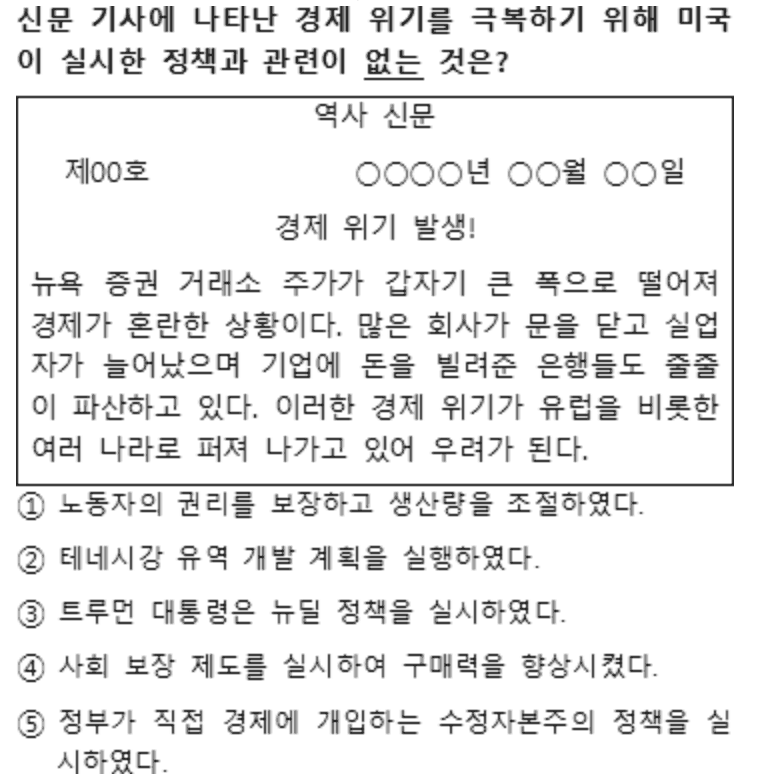 신문 기사에 나타난 경제 위기를 극복하기 위해 미국
이 실시한 정책과 관련이 없는 것은?
역사 신문
제00호 ○○○○년 ○○월 ○○일
경제 위기 발생!
뉴욕 증권 거래소 주가가 갑자기 큰 폭으로 떨어져
경제가 혼란한 상황이다. 많은 회사가 문을 닫고 실업
자가 늘어났으며 기업에 돈을 빌려준 은행들도 줄줄
이 파산하고 있다. 이러한 경제 위기가 유럽을 비롯한
여러 나라로 퍼져 나가고 있어 우려가 된다.
① 노동자의 권리를 보장하고 생산량을 조절하였다.
② 테네시강 유역 개발 계획을 실행하였다.
③ 트루먼 대통령은 뉴딜 정책을 실시하였다.
④ 사회 보장 제도를 실시하여 구매력을 향상시켰다.
⑤ 정부가 직접 경제에 개입하는 수정자본주의 정책을 실
시하였다.